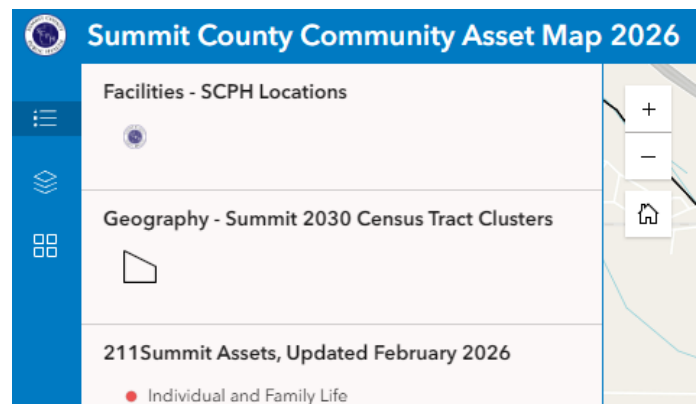 Summit County Community Asset Map 2026
Facilities - SCPH Locations
Geography - Summit 2030 Census Tract Clusters
211Summit Assets, Updated February 2026
Individual and Family Life